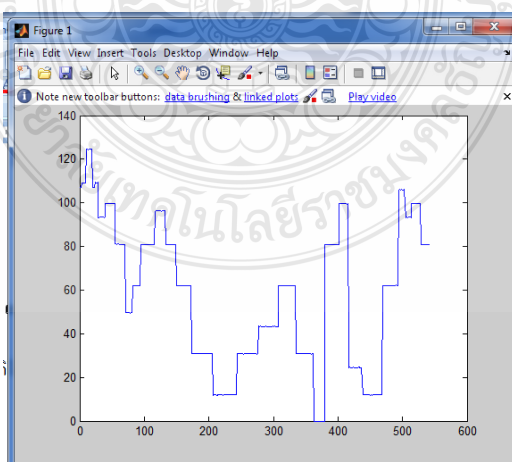 Figure 1
File Edit View Insert Tools Desktop Window Help
Note new toolbar buttons: data brushing & linked plots Play video
140
120
100
80
60
40
20
0
0 100 200 300 400 500 600